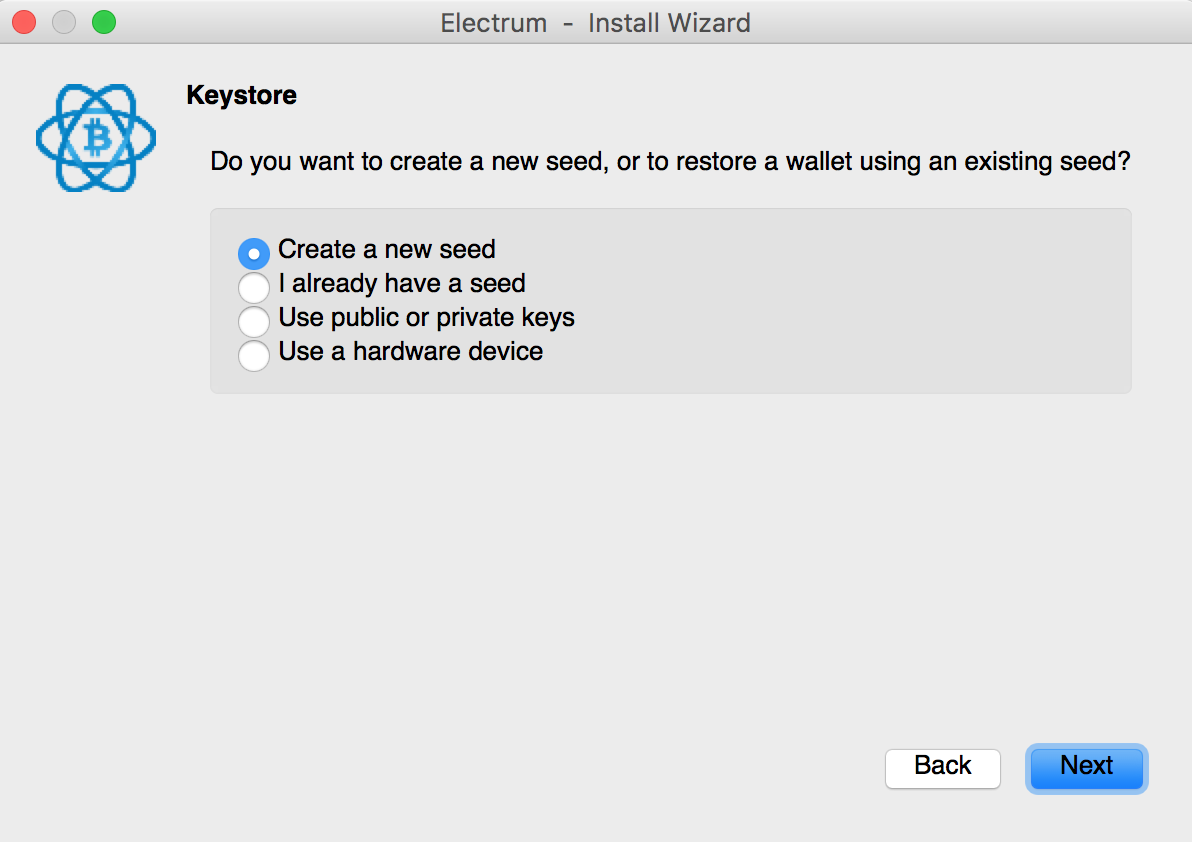 Electrum - Install Wizard
Keystore
Do you want to create a new seed, or to restore a wallet using an existing seed?
Create a new seed
I already have a seed
Use public or private keys
Use a hardware device
Back
Next